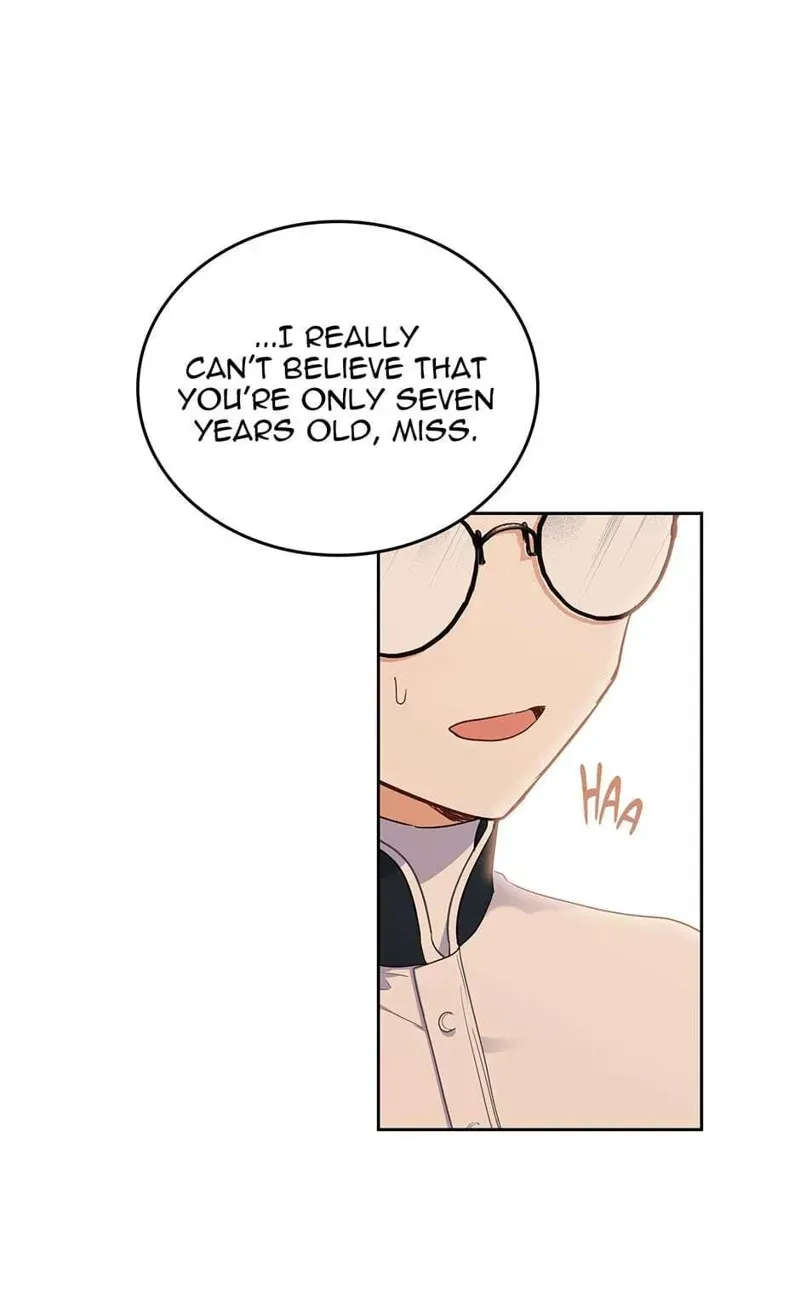 ...I REALLY
CAN'T BELIEVE THAT
YOU'RE ONLY SEVEN
YEARS OLD, MISS.
HAA